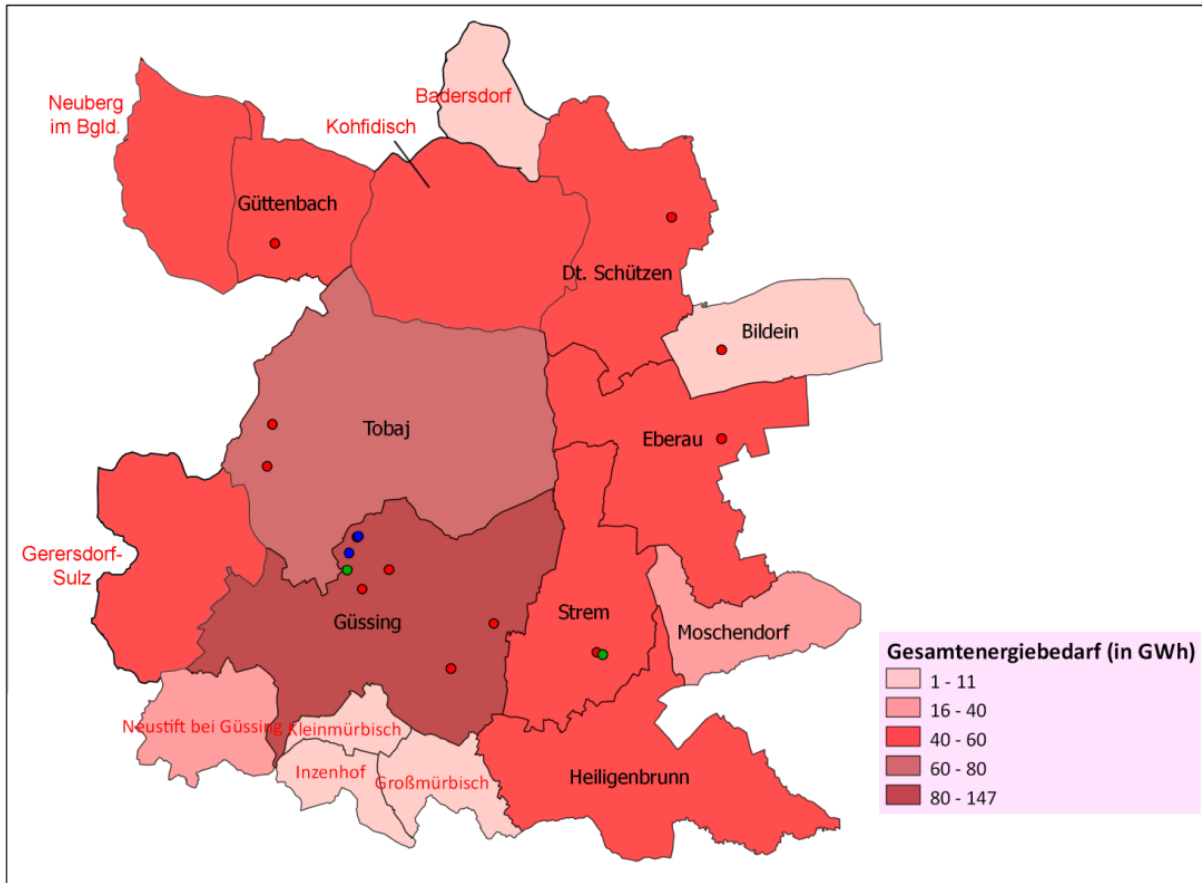 Badersdorf
Neuberg
im Bgld.
Kohfidisch
Güttenbach
Dt. Schützen
Bildein
Tobaj
Eberau
Gerersdorf-
Sulz
Güssing
Strem
Moschendorf
Neustift bei Güssing
Kleinmürbisch
Inzenhof
Großmürbisch
Heiligenbrunn
Gesamtenergiebedarf (in GWh)
1 - 11
16 - 40
40 - 60
60 - 80
80 - 147